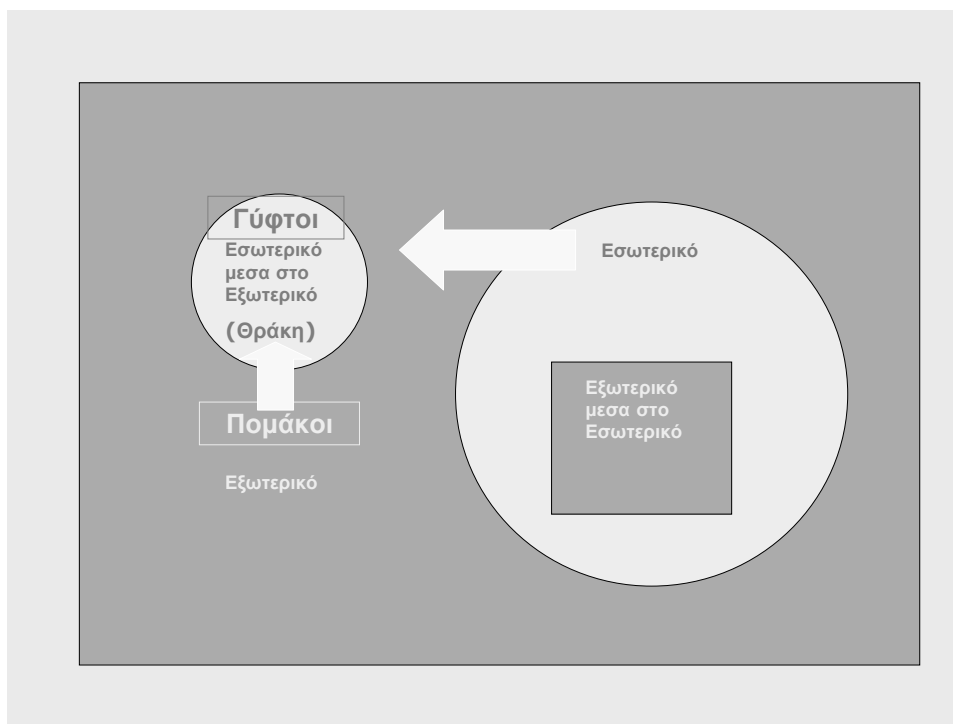 Γύφτοι
Εσωτερικό
μεσα στο
Εξωτερικό
(Θράκη)
Πομάκοι
Εξωτερικό
Εσωτερικό
Εξωτερικό
μεσα στο
Εσωτερικό